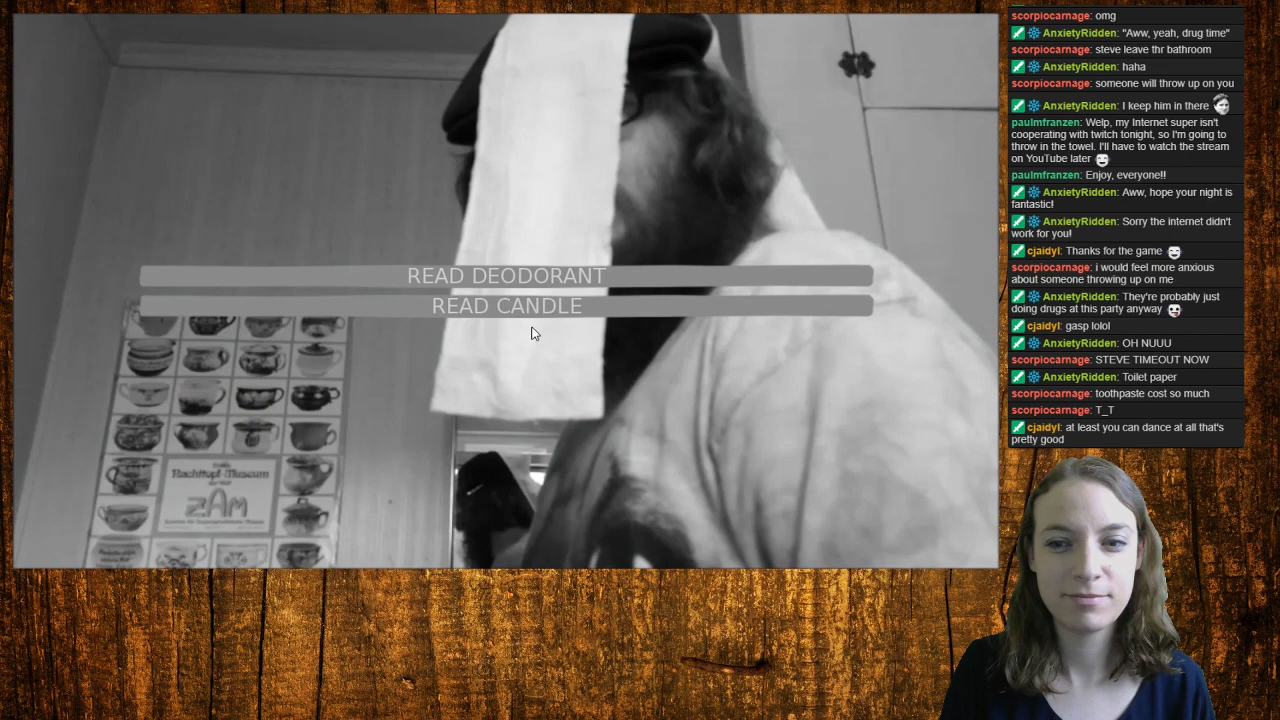 READ DEODORANT
READ CANDLE
Nachttopf-Museum
ZAM
scorpiocarnage: omg
AnxietyRidden: "Aww, yeah, drug time"
scorpiocarnage: steve leave thr bathroom
AnxietyRidden: haha
scorpiocarnage: someone will throw up on you
AnxietyRidden: I keep him in there
paulmfranzen: Welp, my Internet super isn't
cooperating with twitch tonight, so I'm going to
throw in the towel. I'll have to watch the stream
on YouTube later
paulmfranzen: Enjoy, everyone!!
AnxietyRidden: Aww, hope your night is
fantastic!
AnxietyRidden: Sorry the internet didn't
work for you!
cjaidyl: Thanks for the game
scorpiocarnage: i would feel more anxious
about someone throwing up on me
AnxietyRidden: They're probably just
doing drugs at this party anyway
cjaidyl: gasp lolol
AnxietyRidden: OH NUUU
scorpiocarnage: STEVE TIMEOUT NOW
AnxietyRidden: Toilet paper
scorpiocarnage: toothpaste cost so much
scorpiocarnage: T_T
cjaidyl: at least you can dance at all that's
pretty good